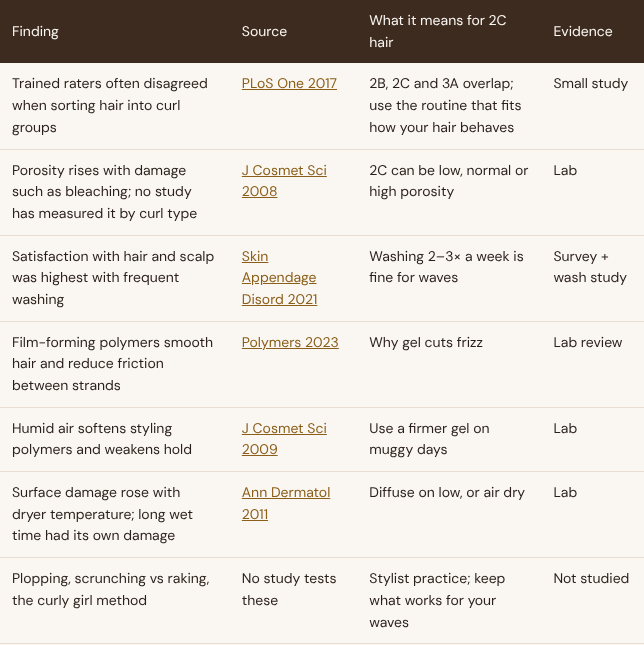 Finding Source What it means for 2C hair Evidence
Trained raters often disagreed when sorting hair into curl groups PLoS One 2017 2B, 2C and 3A overlap; use the routine that fits how your hair behaves Small study
Porosity rises with damage such as bleaching; no study has measured it by curl type J Cosmet Sci 2008 2C can be low, normal or high porosity Lab
Satisfaction with hair and scalp was highest with frequent washing Skin Appendage Disord 2021 Washing 2–3× a week is fine for waves Survey + wash study
Film-forming polymers smooth hair and reduce friction between strands Polymers 2023 Why gel cuts frizz Lab review
Humid air softens styling polymers and weakens hold J Cosmet Sci 2009 Use a firmer gel on muggy days Lab
Surface damage rose with dryer temperature; long wet time had its own damage Ann Dermatol 2011 Diffuse on low, or air dry Lab
Plopping, scrunching vs raking, the curly girl method No study tests these Stylist practice; keep what works for your waves Not studied